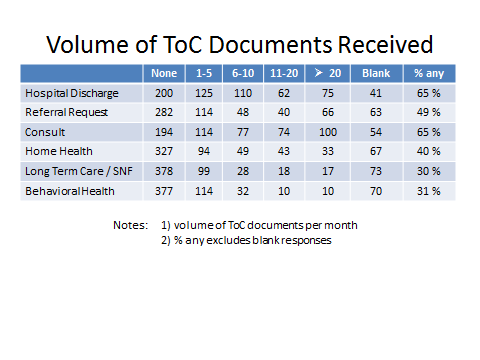 Volume of ToC Documents Received
None 1-5 6-10 11-20 ➢ 20 Blank % any
Hospital Discharge 200 125 110 62 75 41 65 %
Referral Request 282 114 48 40 66 63 49 %
Consult 194 114 77 74 100 54 65 %
Home Health 327 94 49 43 33 67 40 %
Long Term Care / SNF 378 99 28 18 17 73 30 %
Behavioral Health 377 114 32 10 10 70 31 %
Notes: 1) volume of ToC documents per month
2) % any excludes blank responses